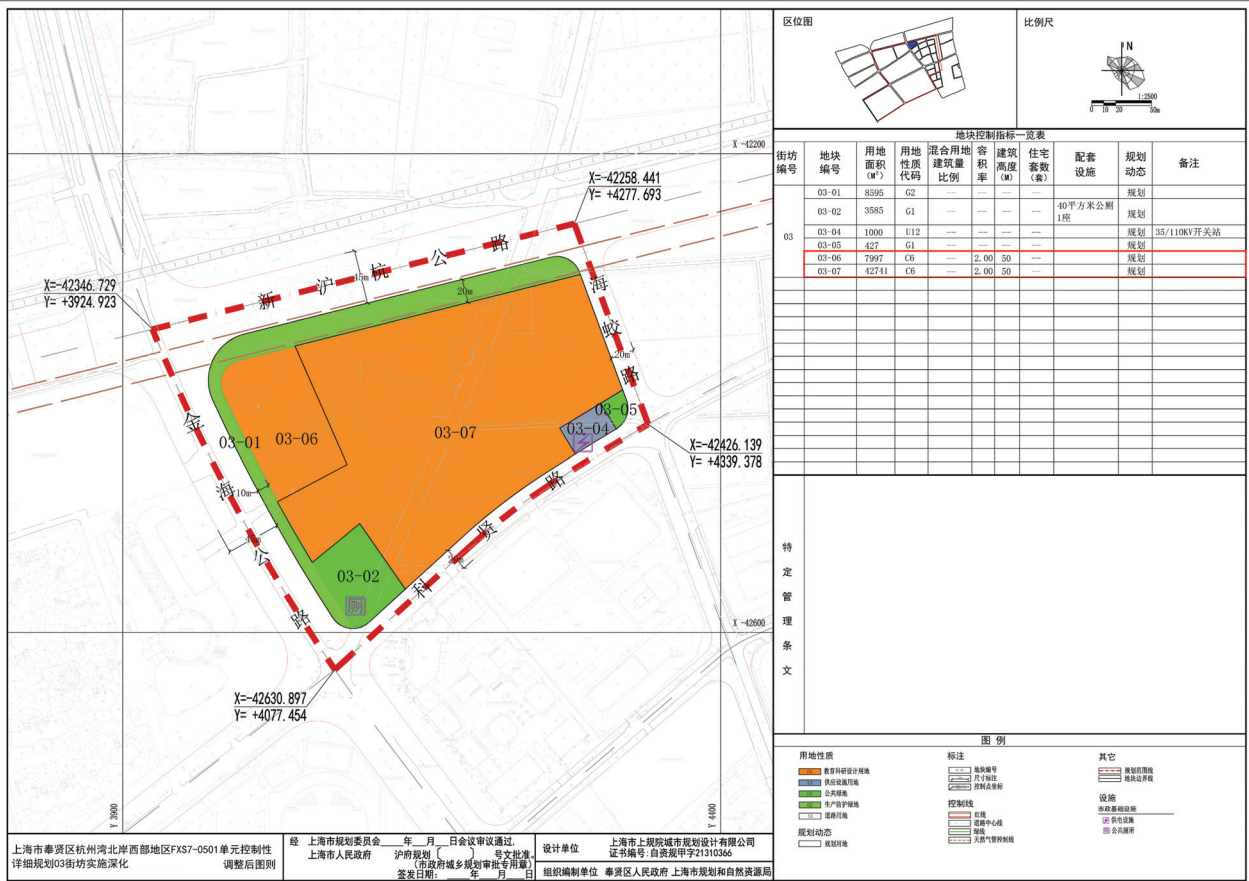 X -42200
X=-42258.441
Y= +4277.693
X=-42346.729
Y= +3924.923
新沪杭公路
45m
20m
海蛟路
20m
金海公路
03-01
03-06
03-07
03-05
03-04
X=-42426.139
Y= +4339.378
10m
45m
科贤路
20m
03-02
厕
X -42600
X=-42630.897
Y= +4077.454
Y 3900
Y 4400
区位图
比例尺
N
1:2500
0 10 20 50m
地块控制指标一览表
街坊编号 地块编号 用地面积(M²) 用地性质代码 混合用地建筑量比例 容积率 建筑高度(M) 住宅套数(套) 配套设施 规划动态 备注
03
03-01 8595 G2 -- -- -- -- 规划
03-02 3585 G1 -- -- -- -- 40平方米公厕1座 规划
03-04 1000 U12 -- -- -- -- 规划 35/110KV开关站
03-05 427 G1 -- -- -- -- 规划
03-06 7997 C6 -- 2.00 50 -- 规划
03-07 42741 C6 -- 2.00 50 -- 规划
特定管理条文
图 例
用地性质
教育科研设计用地
供应设施用地
公共绿地
生产防护绿地
道路用地
规划动态
规划用地
标注
地块编号
尺寸标注
控制点坐标
控制线
红线
道路中心线
绿线
天然气管控制线
其它
规划范围线
地块边界线
设施
市政基础设施
供电设施
公共厕所
上海市奉贤区杭州湾北岸西部地区FXS7-0501单元控制性
详细规划03街坊实施深化 调整后图则
经 上海市规划委员会 年 月 日会议审议通过,
上海市人民政府 沪府规划〔 〕 号文批准。
(市政府城乡规划审批专用章)
签发日期: 年 月 日
设计单位 上海市上规院城市规划设计有限公司
证书编号:自资规甲字21310366
组织编制单位 奉贤区人民政府 上海市规划和自然资源局